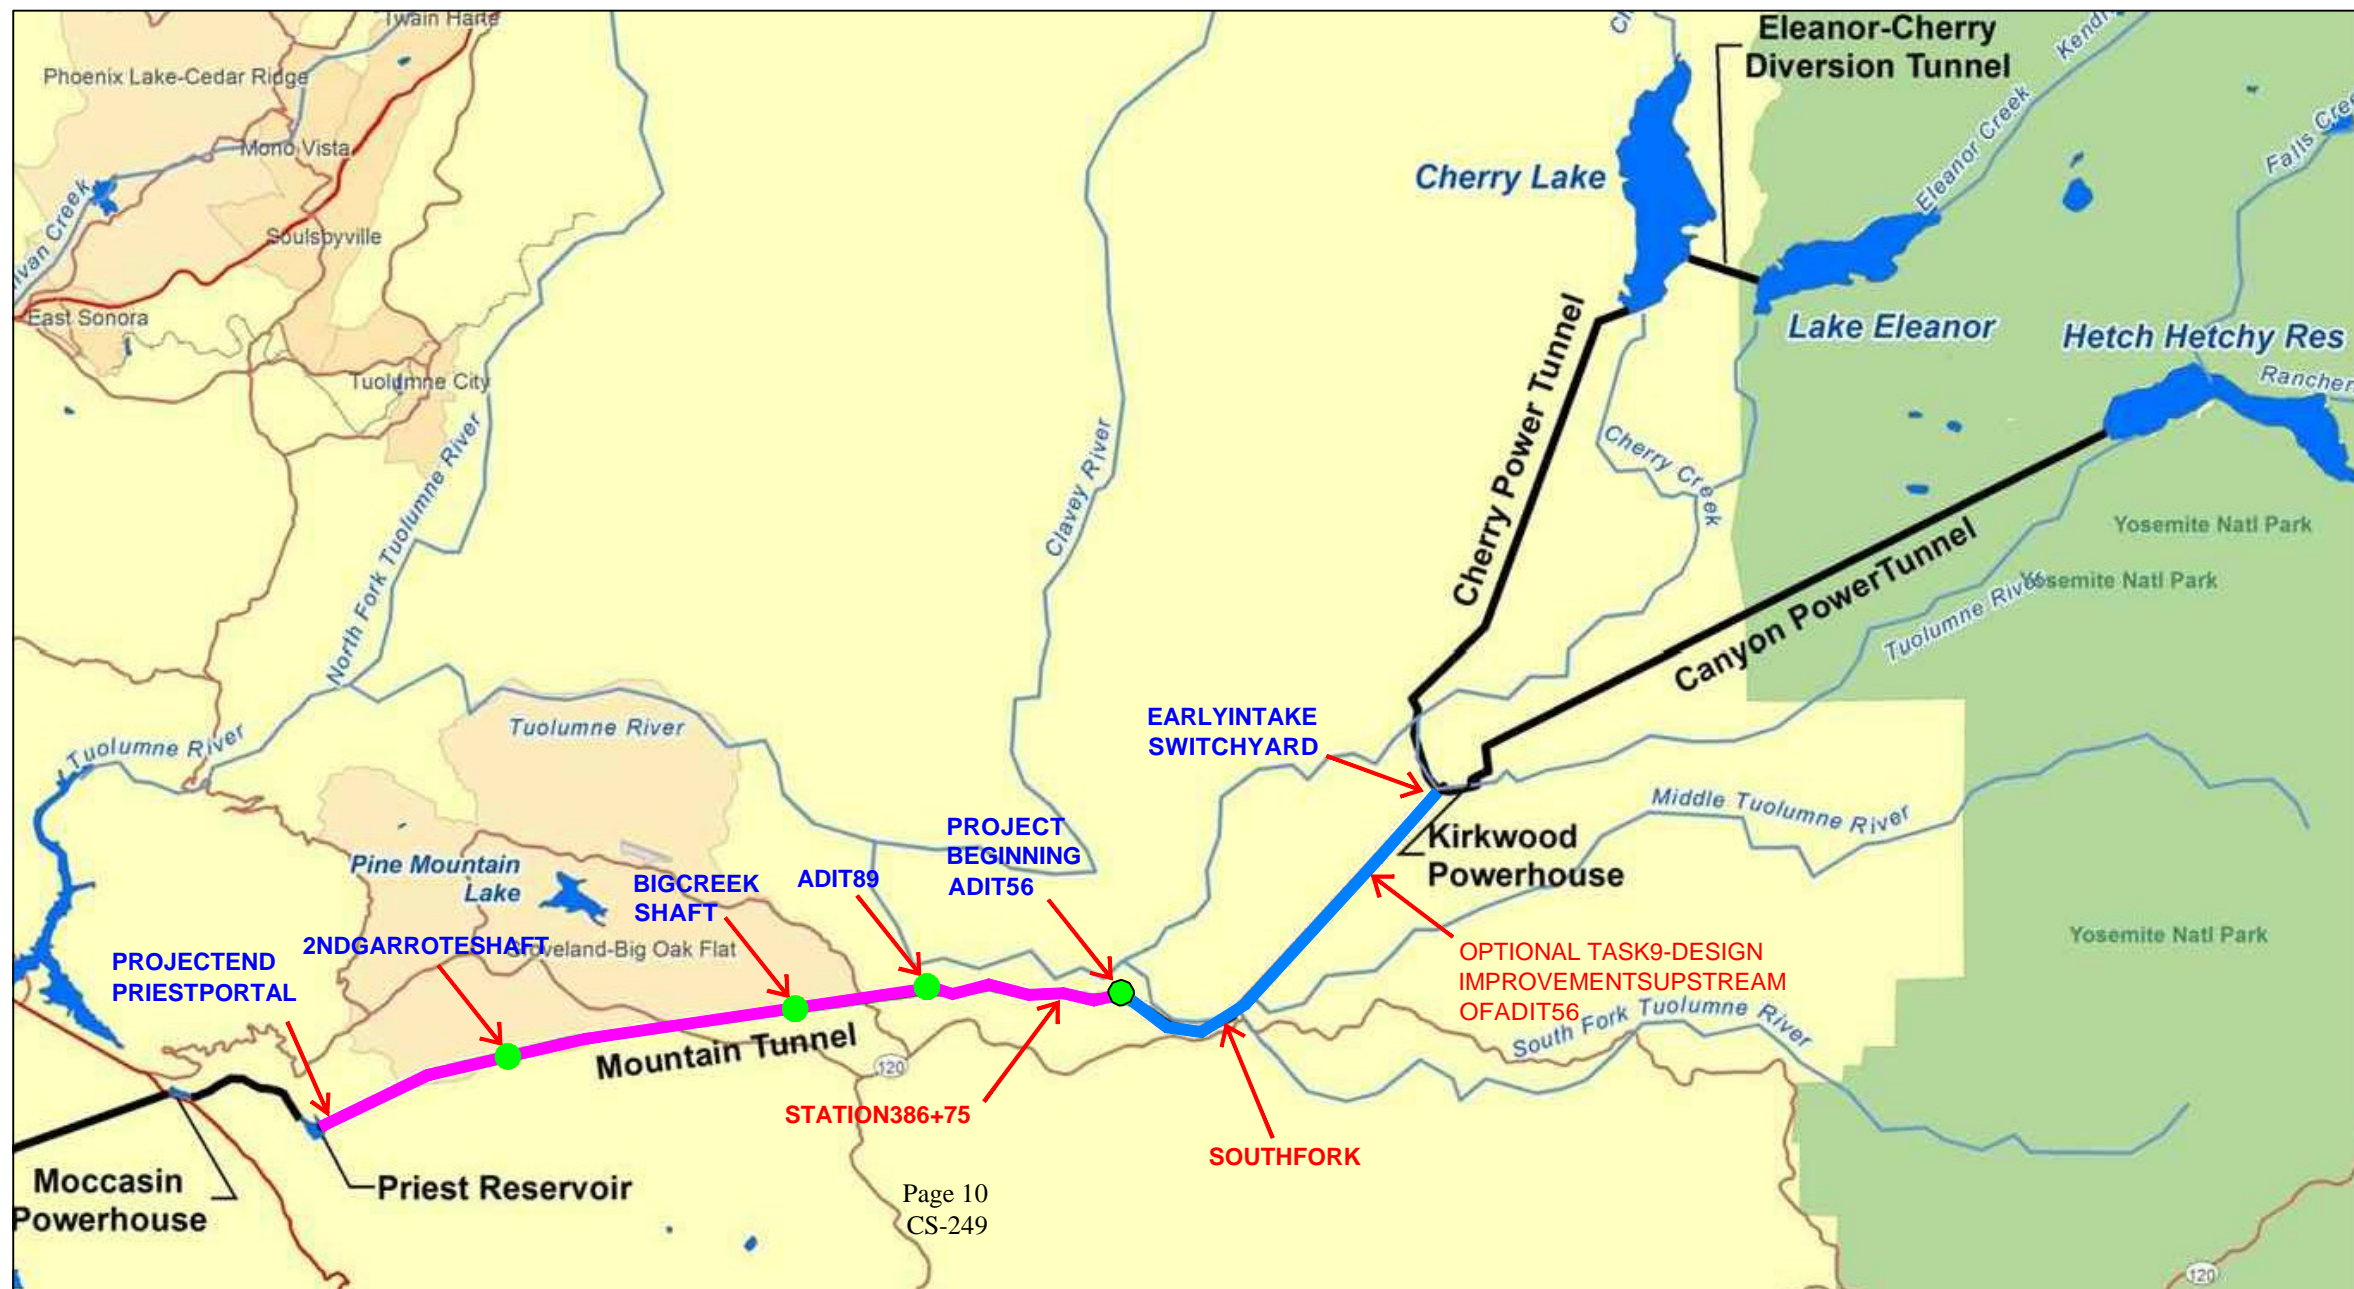 Twain Harte
Eleanor-Cherry
Diversion Tunnel
Phoenix Lake-Cedar Ridge
Mono Vista
Cherry Lake
Eleanor Creek
Soulsbyville
East Sonora
Lake Eleanor
Hetch Hetchy Res
Tuolumne City
Cherry Power Tunnel
Cherry Creek
Clavey River
North Fork Tuolumne River
Canyon PowerTunnel
Yosemite Natl Park
Yosemite Natl Park
Tuolumne River
Tuolumne River
Tuolumne River
EARLYINTAKE
SWITCHYARD
Middle Tuolumne River
Kirkwood
Powerhouse
PROJECT
BEGINNING
ADIT56
Pine Mountain
Lake
BIGCREEK
SHAFT
ADIT89
2NDGARROTESHAFT
Groveland-Big Oak Flat
PROJECTEND
PRIESTPORTAL
OPTIONAL TASK9-DESIGN
IMPROVEMENTSUPSTREAM
OFADIT56
Yosemite Natl Park
South Fork Tuolumne River
Mountain Tunnel
120
STATION386+75
SOUTHFORK
Moccasin
Powerhouse
Priest Reservoir
Page 10
CS-249
120